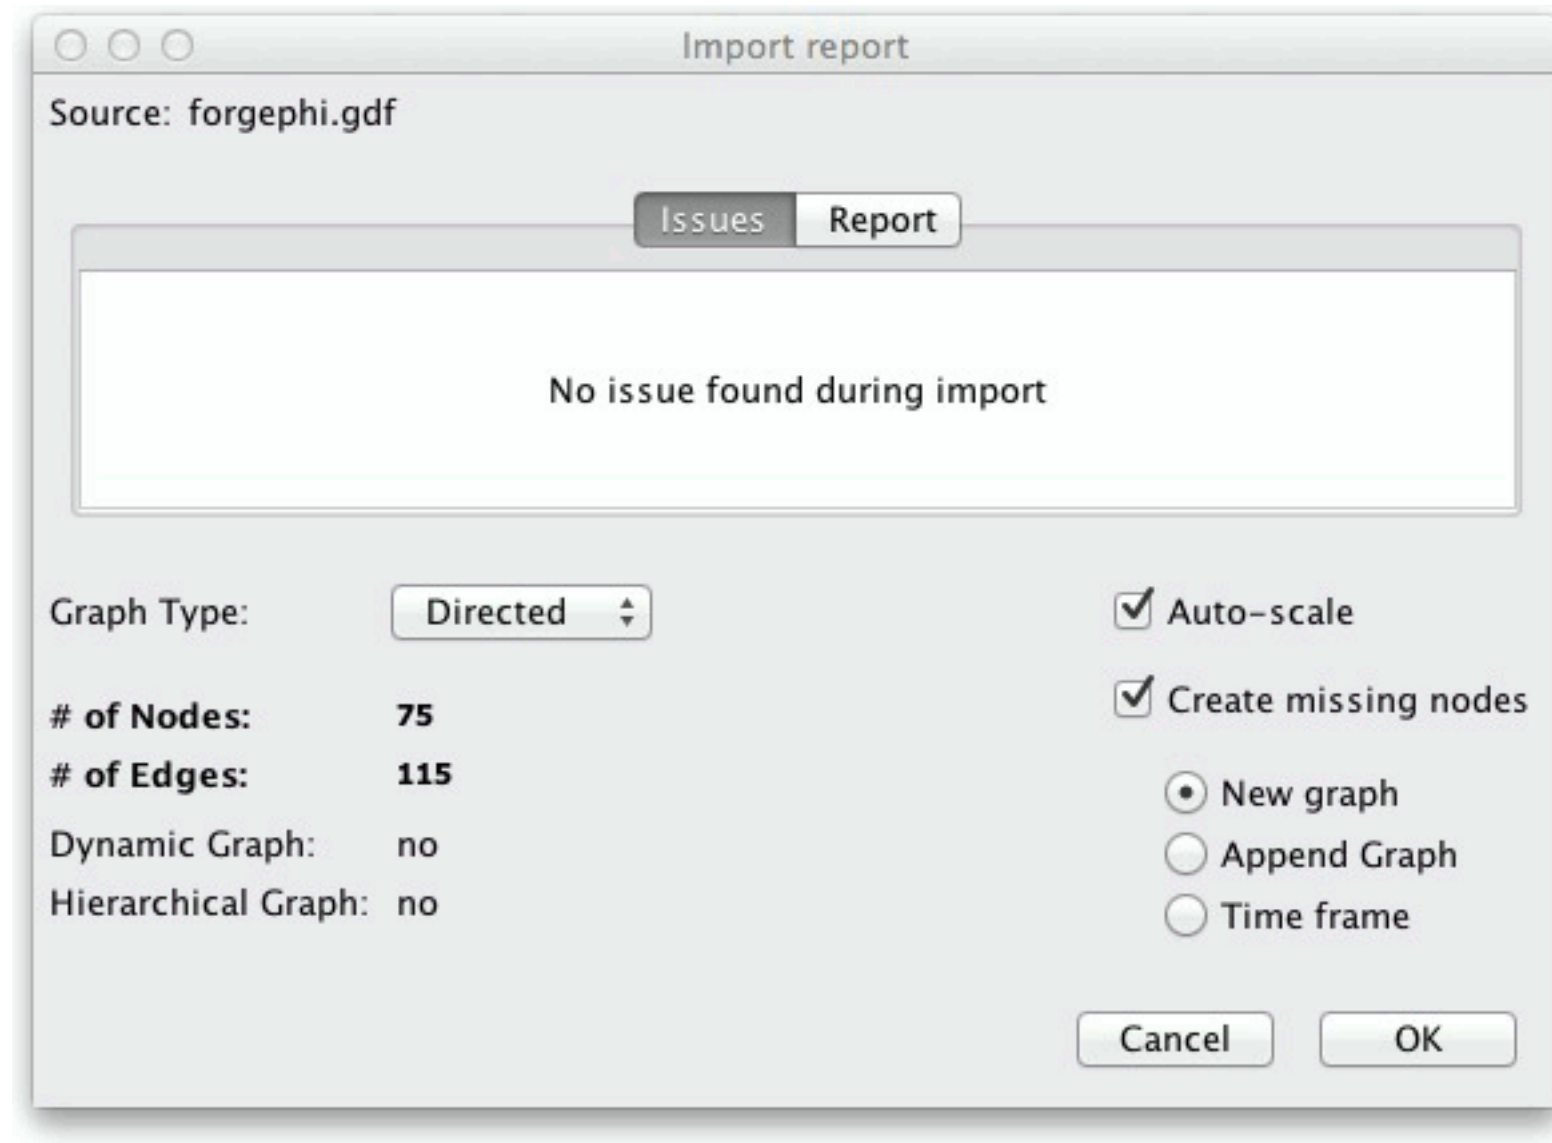 Import report
Source: forgephi.gdf
Issues Report
No issue found during import
Graph Type: Directed
Auto-scale
Create missing nodes
# of Nodes: 75
# of Edges: 115
New graph
Dynamic Graph: no
Append Graph
Hierarchical Graph: no
Time frame
Cancel OK